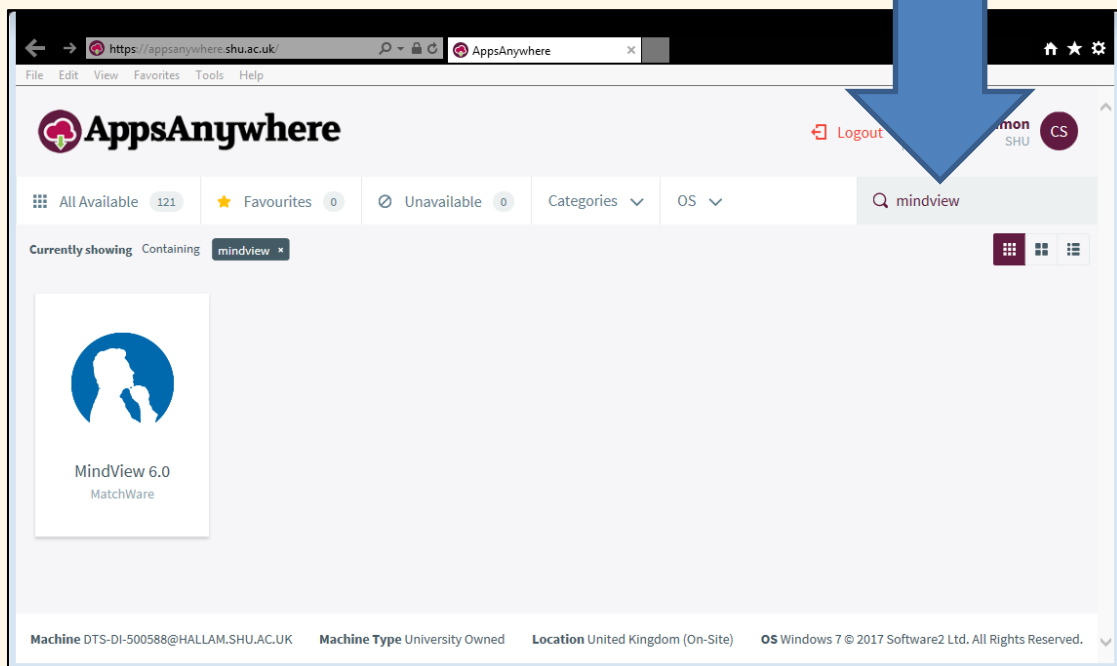 https://appsanywhere.shu.ac.uk/
AppsAnywhere
File Edit View Favorites Tools Help
AppsAnywhere
Logout
mon
SHU
CS
All Available 121 Favourites 0 Unavailable 0 Categories OS mindview
Currently showing Containing mindview ×
MindView 6.0
MatchWare
Machine DTS-DI-500588@HALLAM.SHU.AC.UK Machine Type University Owned Location United Kingdom (On-Site) OS Windows 7 © 2017 Software2 Ltd. All Rights Reserved.